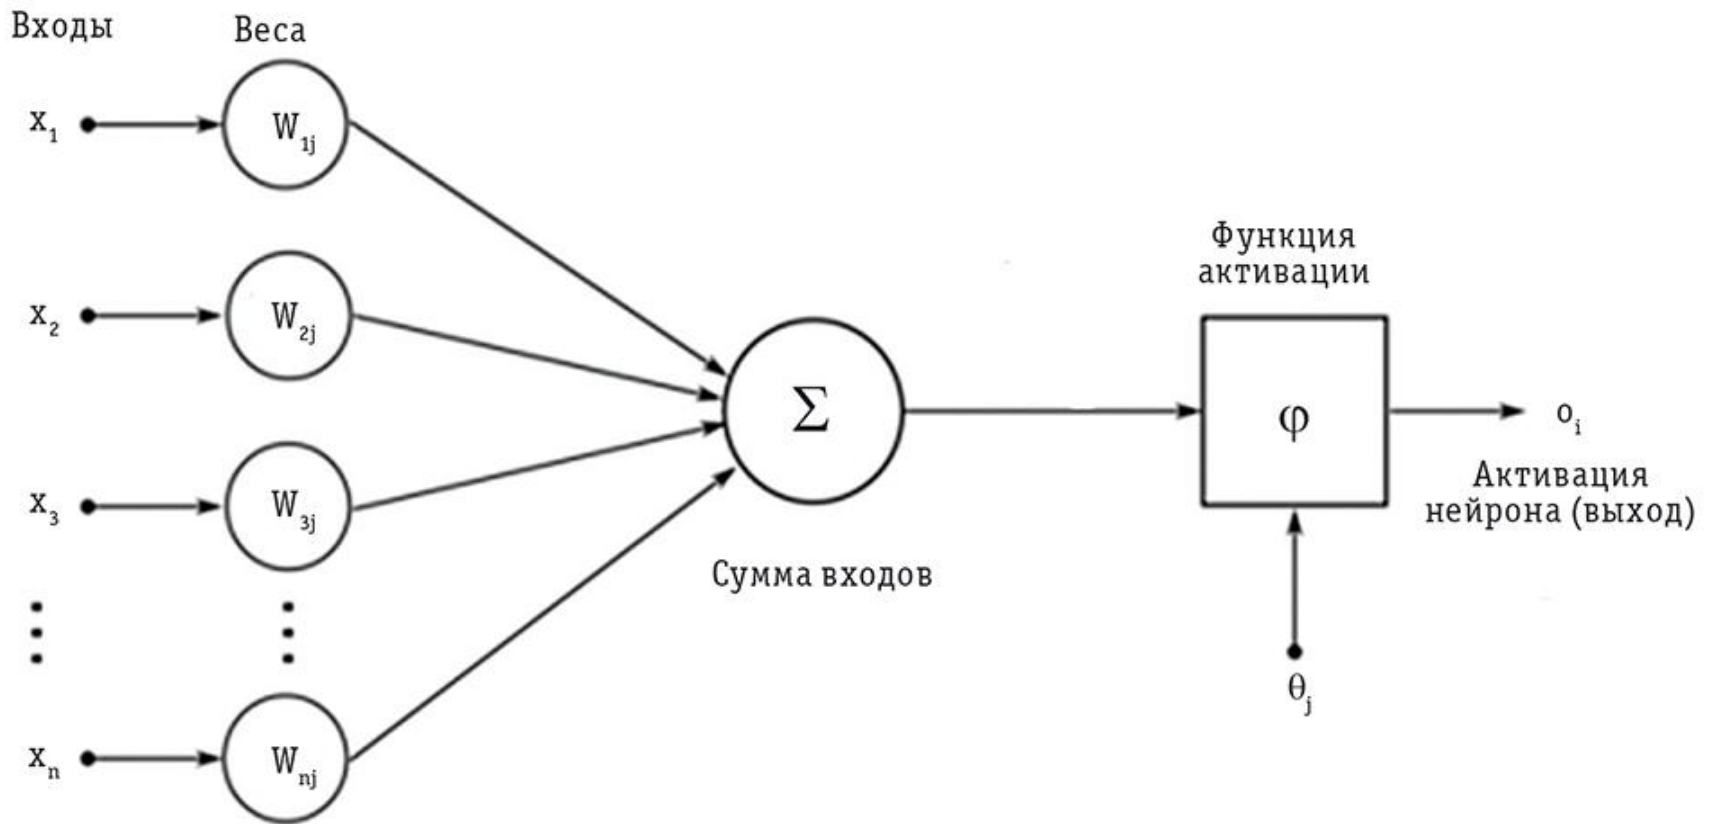 Входы
Веса
x₁
W₁ⱼ
x₂
W₂ⱼ
x₃
W₃ⱼ
xₙ
Wₙⱼ
Σ
Сумма входов
Функция
активации
φ
θⱼ
oᵢ
Активация
нейрона (выход)